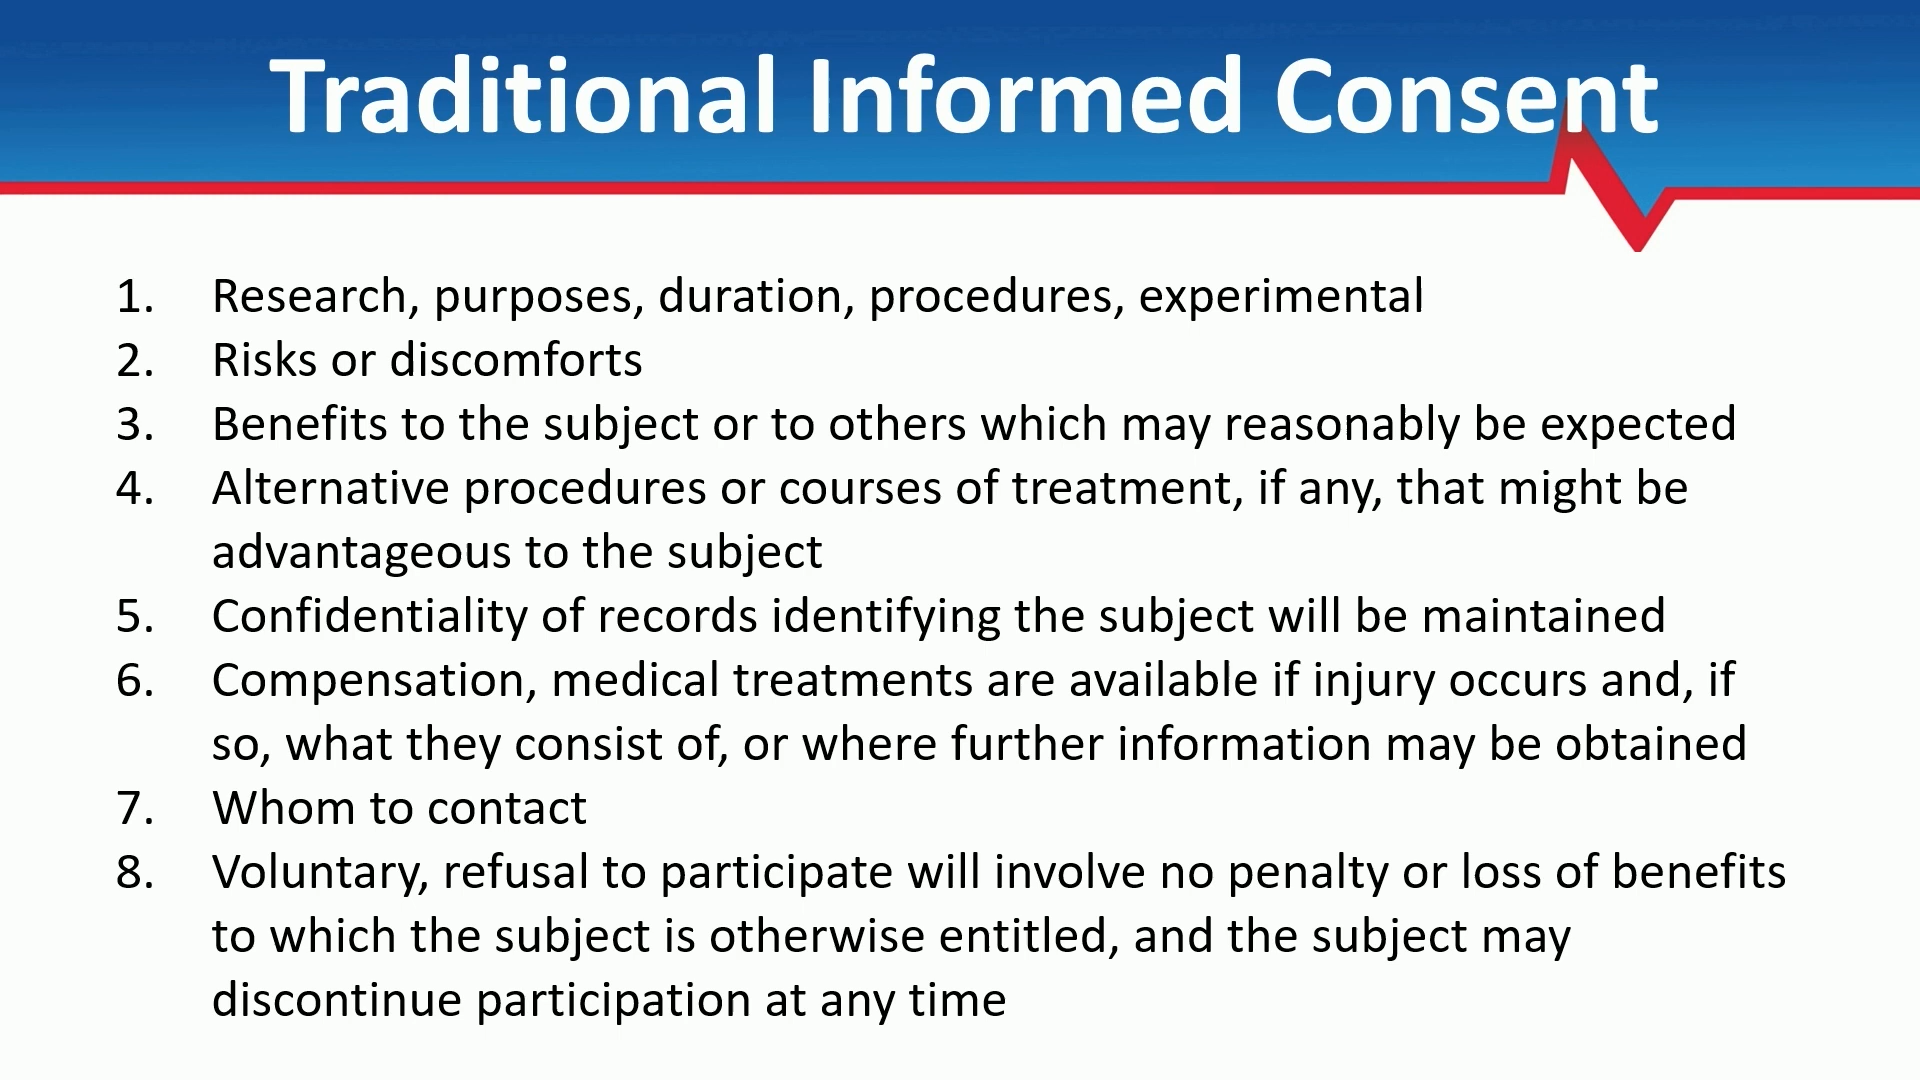 Traditional Informed Consent
1. Research, purposes, duration, procedures, experimental
2. Risks or discomforts
3. Benefits to the subject or to others which may reasonably be expected
4. Alternative procedures or courses of treatment, if any, that might be
advantageous to the subject
5. Confidentiality of records identifying the subject will be maintained
6. Compensation, medical treatments are available if injury occurs and, if
so, what they consist of, or where further information may be obtained
7. Whom to contact
8. Voluntary, refusal to participate will involve no penalty or loss of benefits
to which the subject is otherwise entitled, and the subject may
discontinue participation at any time